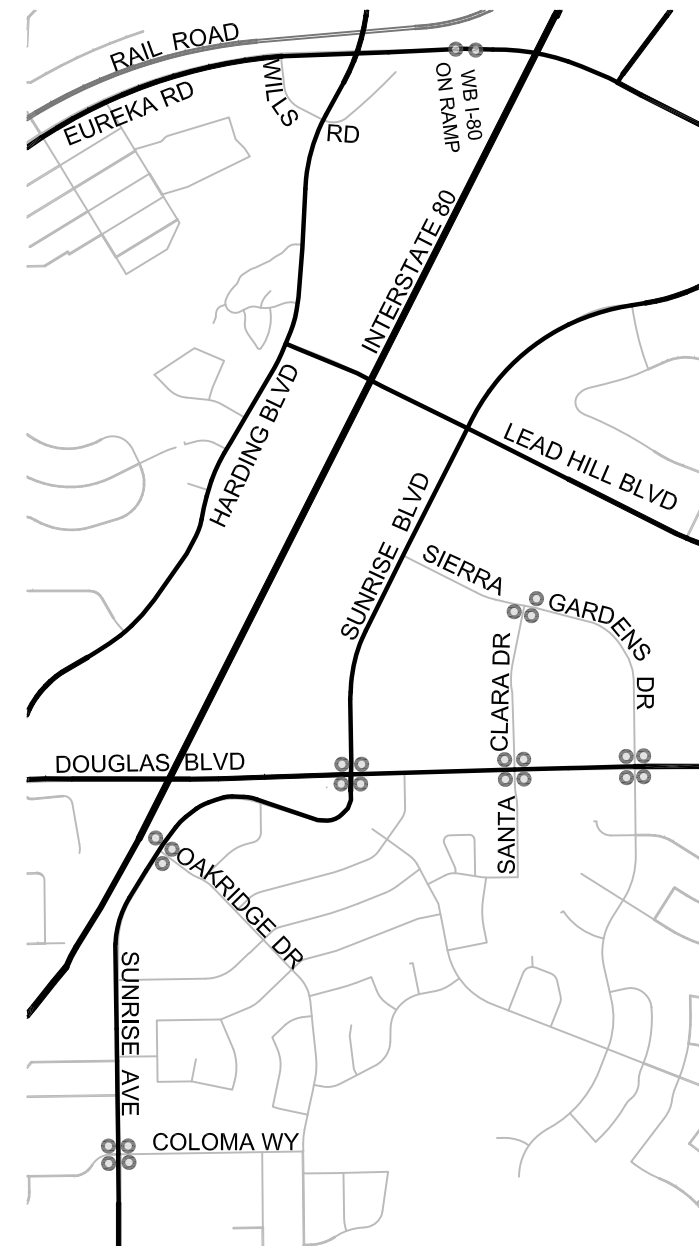 RAIL ROAD
EUREKA RD
WILLS
RD
WB I-80
ON RAMP
INTERSTATE 80
HARDING BLVD
LEAD HILL BLVD
SUNRISE BLVD
SIERRA
GARDENS
DR
CLARA DR
SANTA
DOUGLAS BLVD
OAKRIDGE DR
SUNRISE AVE
COLOMA WY